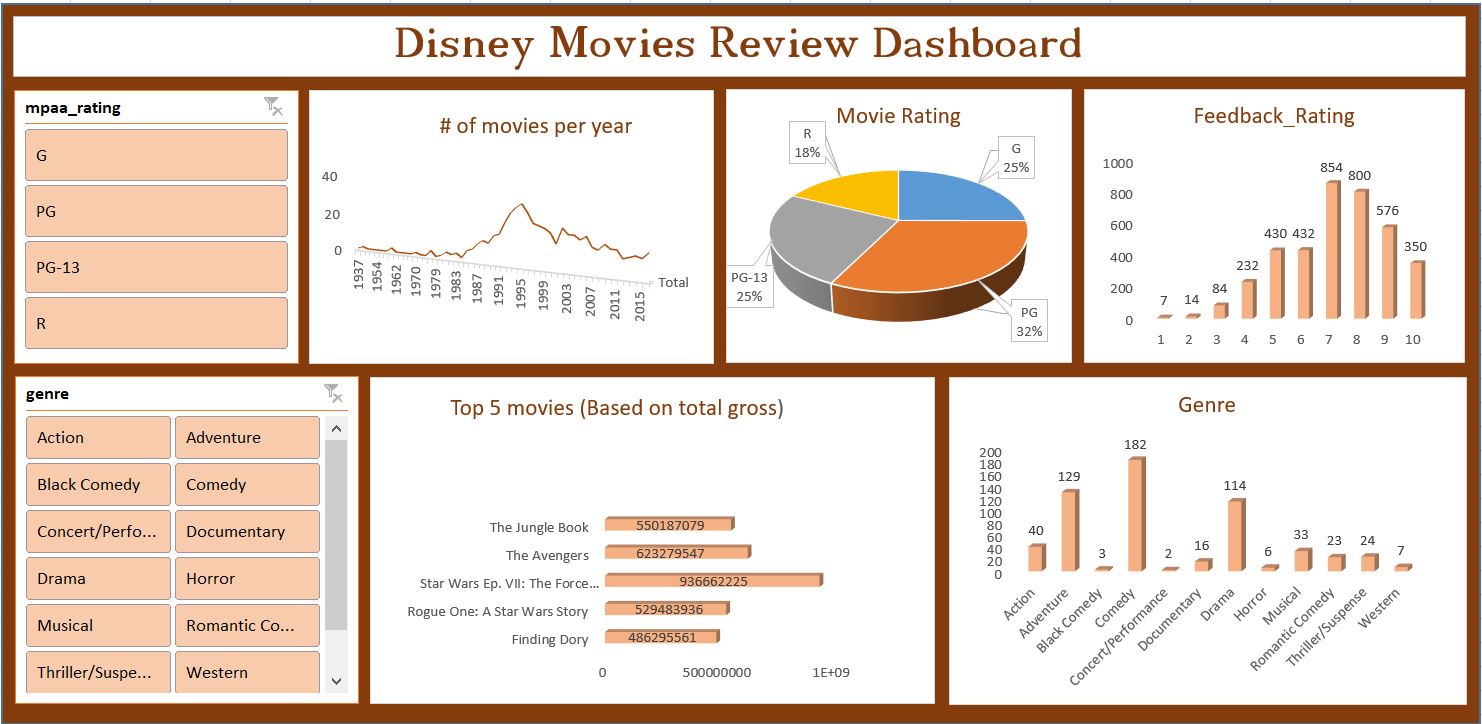 Disney Movies Review Dashboard
mpaa_rating
G
PG
PG-13
R
# of movies per year
40
20
0
1937
1954
1962
1970
1979
1983
1987
1991
1995
1999
2003
2007
2011
2015
Total
Movie Rating
R
18%
G
25%
PG-13
25%
PG
32%
Feedback_Rating
1000
800
600
400
200
0
7
14
84
232
430
432
854
800
576
350
1 2 3 4 5 6 7 8 9 10
genre
Action Adventure
Black Comedy Comedy
Concert/Perfo... Documentary
Drama Horror
Musical Romantic Co...
Thriller/Suspe... Western
Top 5 movies (Based on total gross)
The Jungle Book 550187079
The Avengers 623279547
Star Wars Ep. VII: The Force... 936662225
Rogue One: A Star Wars Story 529483936
Finding Dory 486295561
0 500000000 1E+09
Genre
200
180
160
140
120
100
80
60
40
20
0
40
129
3
182
2
16
114
6
33
23
24
7
Action
Adventure
Black Comedy
Comedy
Concert/Performance
Documentary
Drama
Horror
Musical
Romantic Comedy
Thriller/Suspense
Western